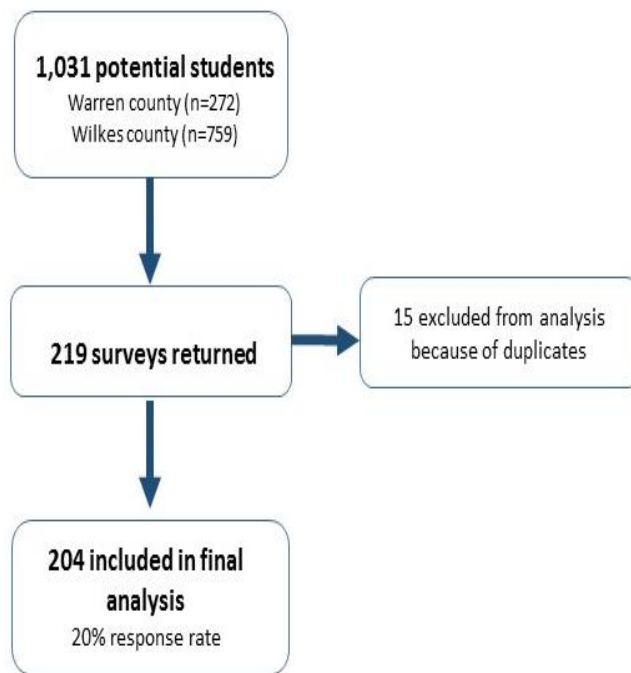 1,031 potential students
Warren county (n=272)
Wilkes county (n=759)
219 surveys returned
15 excluded from analysis
because of duplicates
204 included in final
analysis
20% response rate